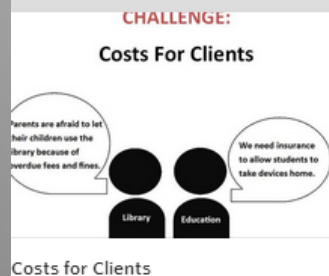 CHALLENGE:
Costs For Clients
Parents are afraid to let
their children use the
library because of
overdue fees and fines.
We need insurance
to allow students to
take devices home.
Library
Education
Costs for Clients